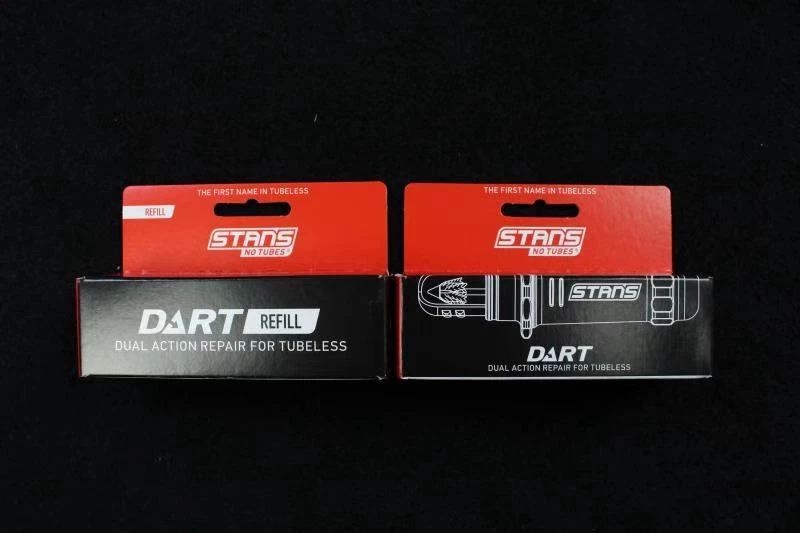 THE FIRST NAME IN TUBELESS
REFILL
STANS
NO TUBES®
DART REFILL
DUAL ACTION REPAIR FOR TUBELESS
THE FIRST NAME IN TUBELESS
STANS
NO TUBES®
STANS
DART
DUAL ACTION REPAIR FOR TUBELESS